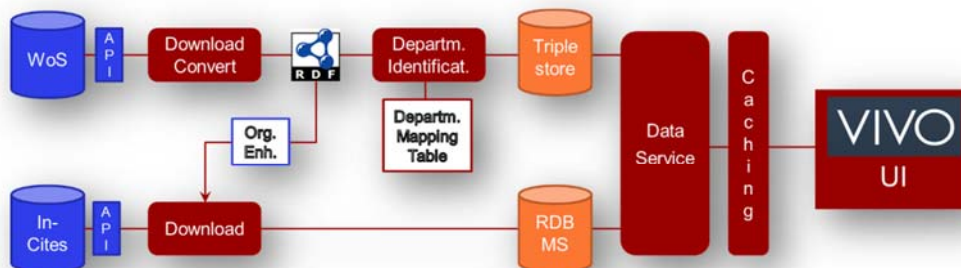 WoS
A
P
I
Download
Convert
RDF
Departm.
Identificat.
Triple
store
Org.
Enh.
Departm.
Mapping
Table
Data
Service
C
a
c
h
i
n
g
VIVO
UI
In-
Cites
A
P
I
Download
RDB
MS